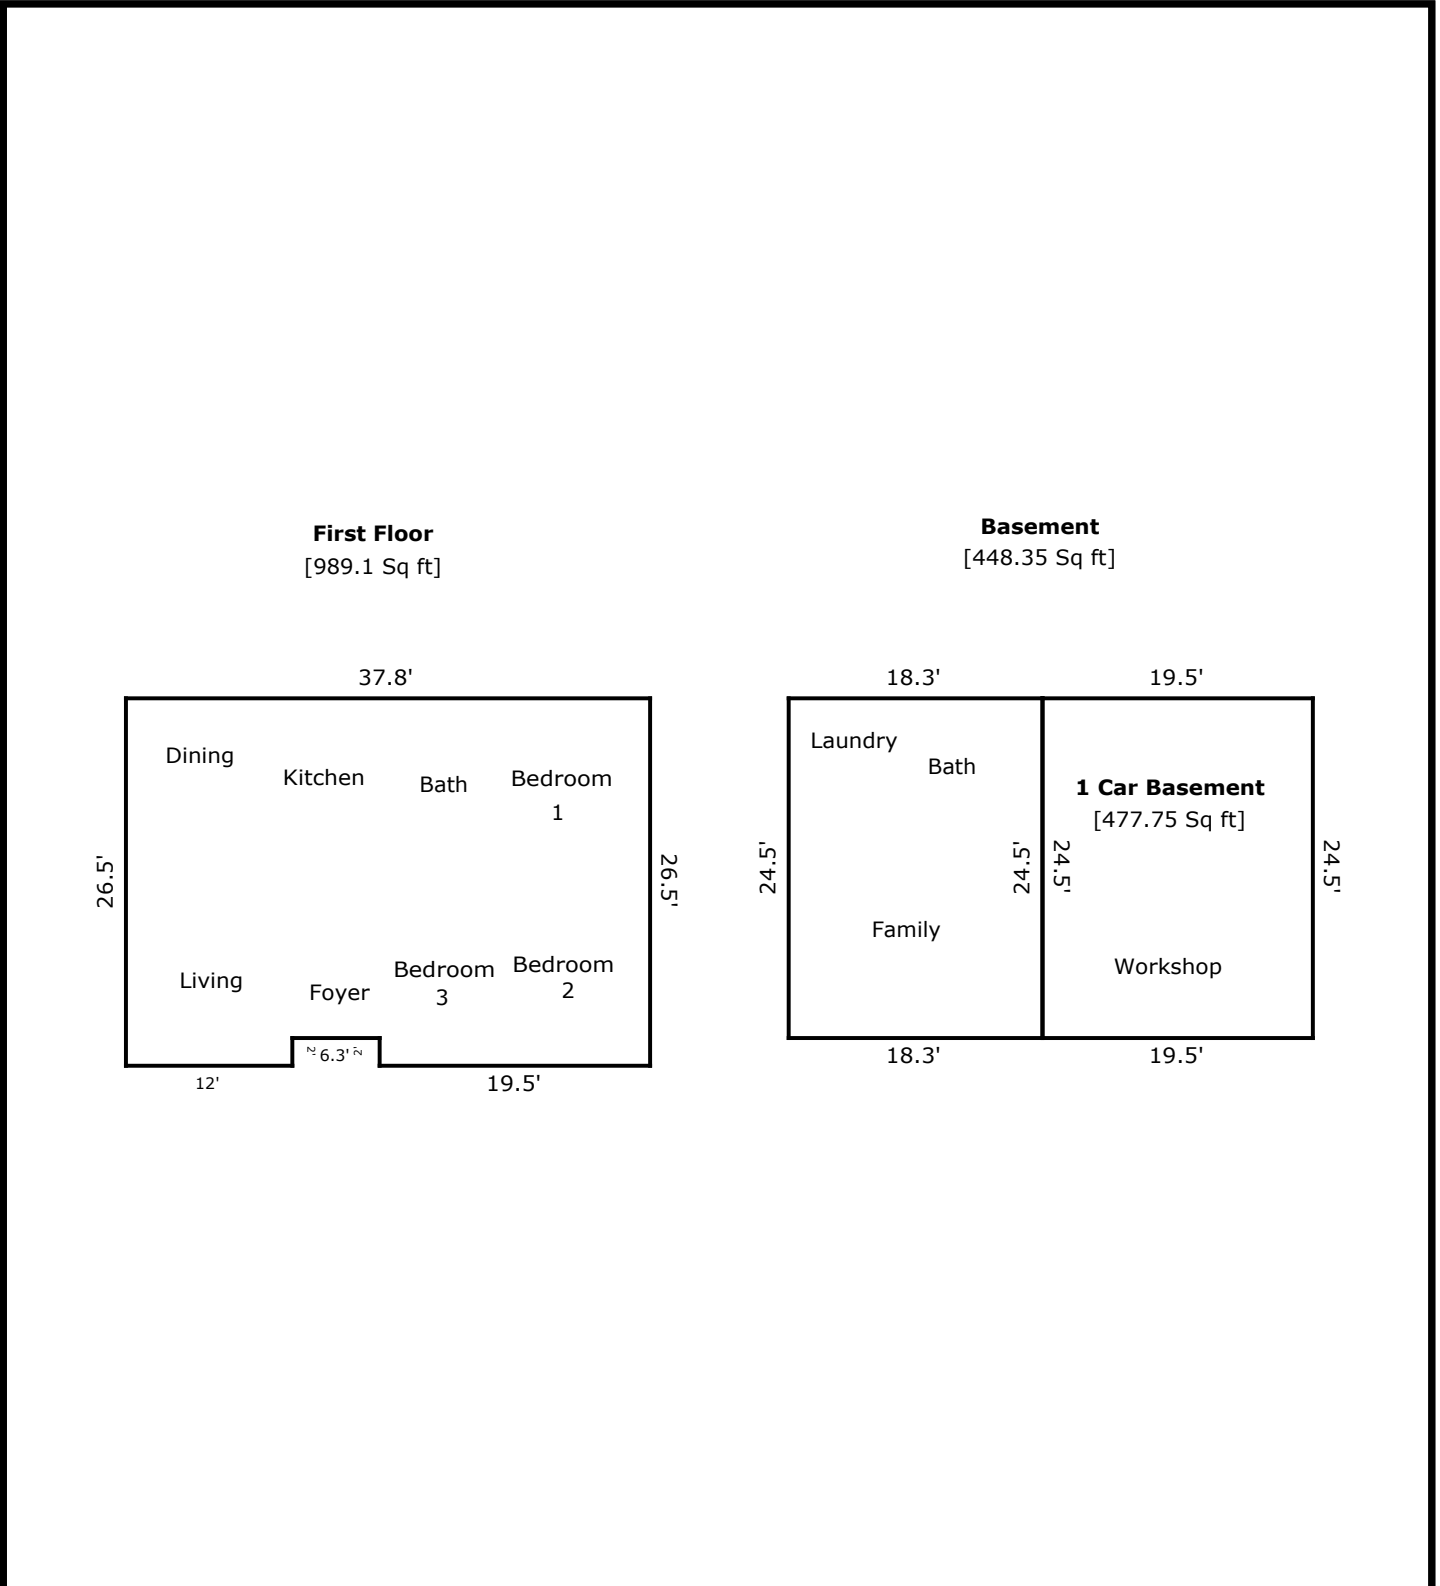 First Floor
[989.1 Sq ft]
37.8'
Dining
Kitchen
Bath
Bedroom
1
26.5'
26.5'
Living
Foyer
Bedroom
3
Bedroom
2
2'
6.3'
2'
12'
19.5'
Basement
[448.35 Sq ft]
18.3'
19.5'
Laundry
Bath
1 Car Basement
[477.75 Sq ft]
24.5'
24.5'
24.5'
24.5'
Family
Workshop
18.3'
19.5'